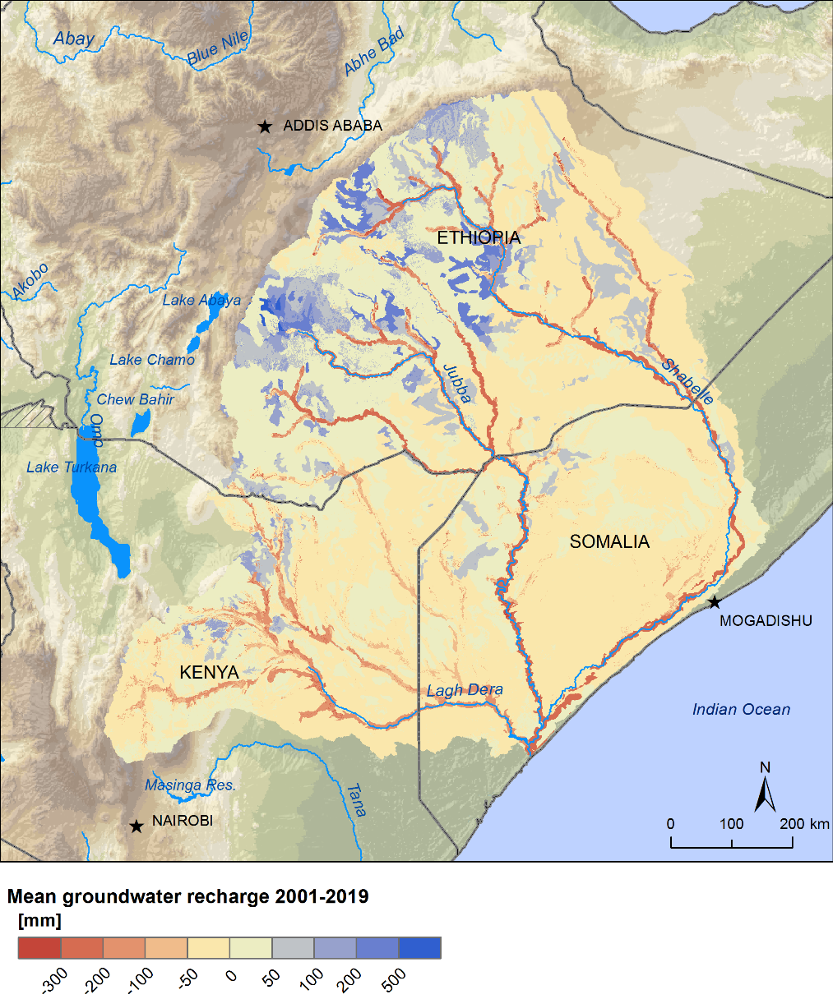 Abay
Blue Nile
Abhe Bad
ADDIS ABABA
ETHIOPIA
Akobo
Lake Abaya
Lake Chamo
Jubba
Shabelle
Chew Bahir
Omo
Lake Turkana
SOMALIA
MOGADISHU
KENYA
Lagh Dera
Indian Ocean
N
Masinga Res.
Tana
NAIROBI
0 100 200 km
Mean groundwater recharge 2001-2019
[mm]
-300 -200 -100 -50 0 50 100 200 500